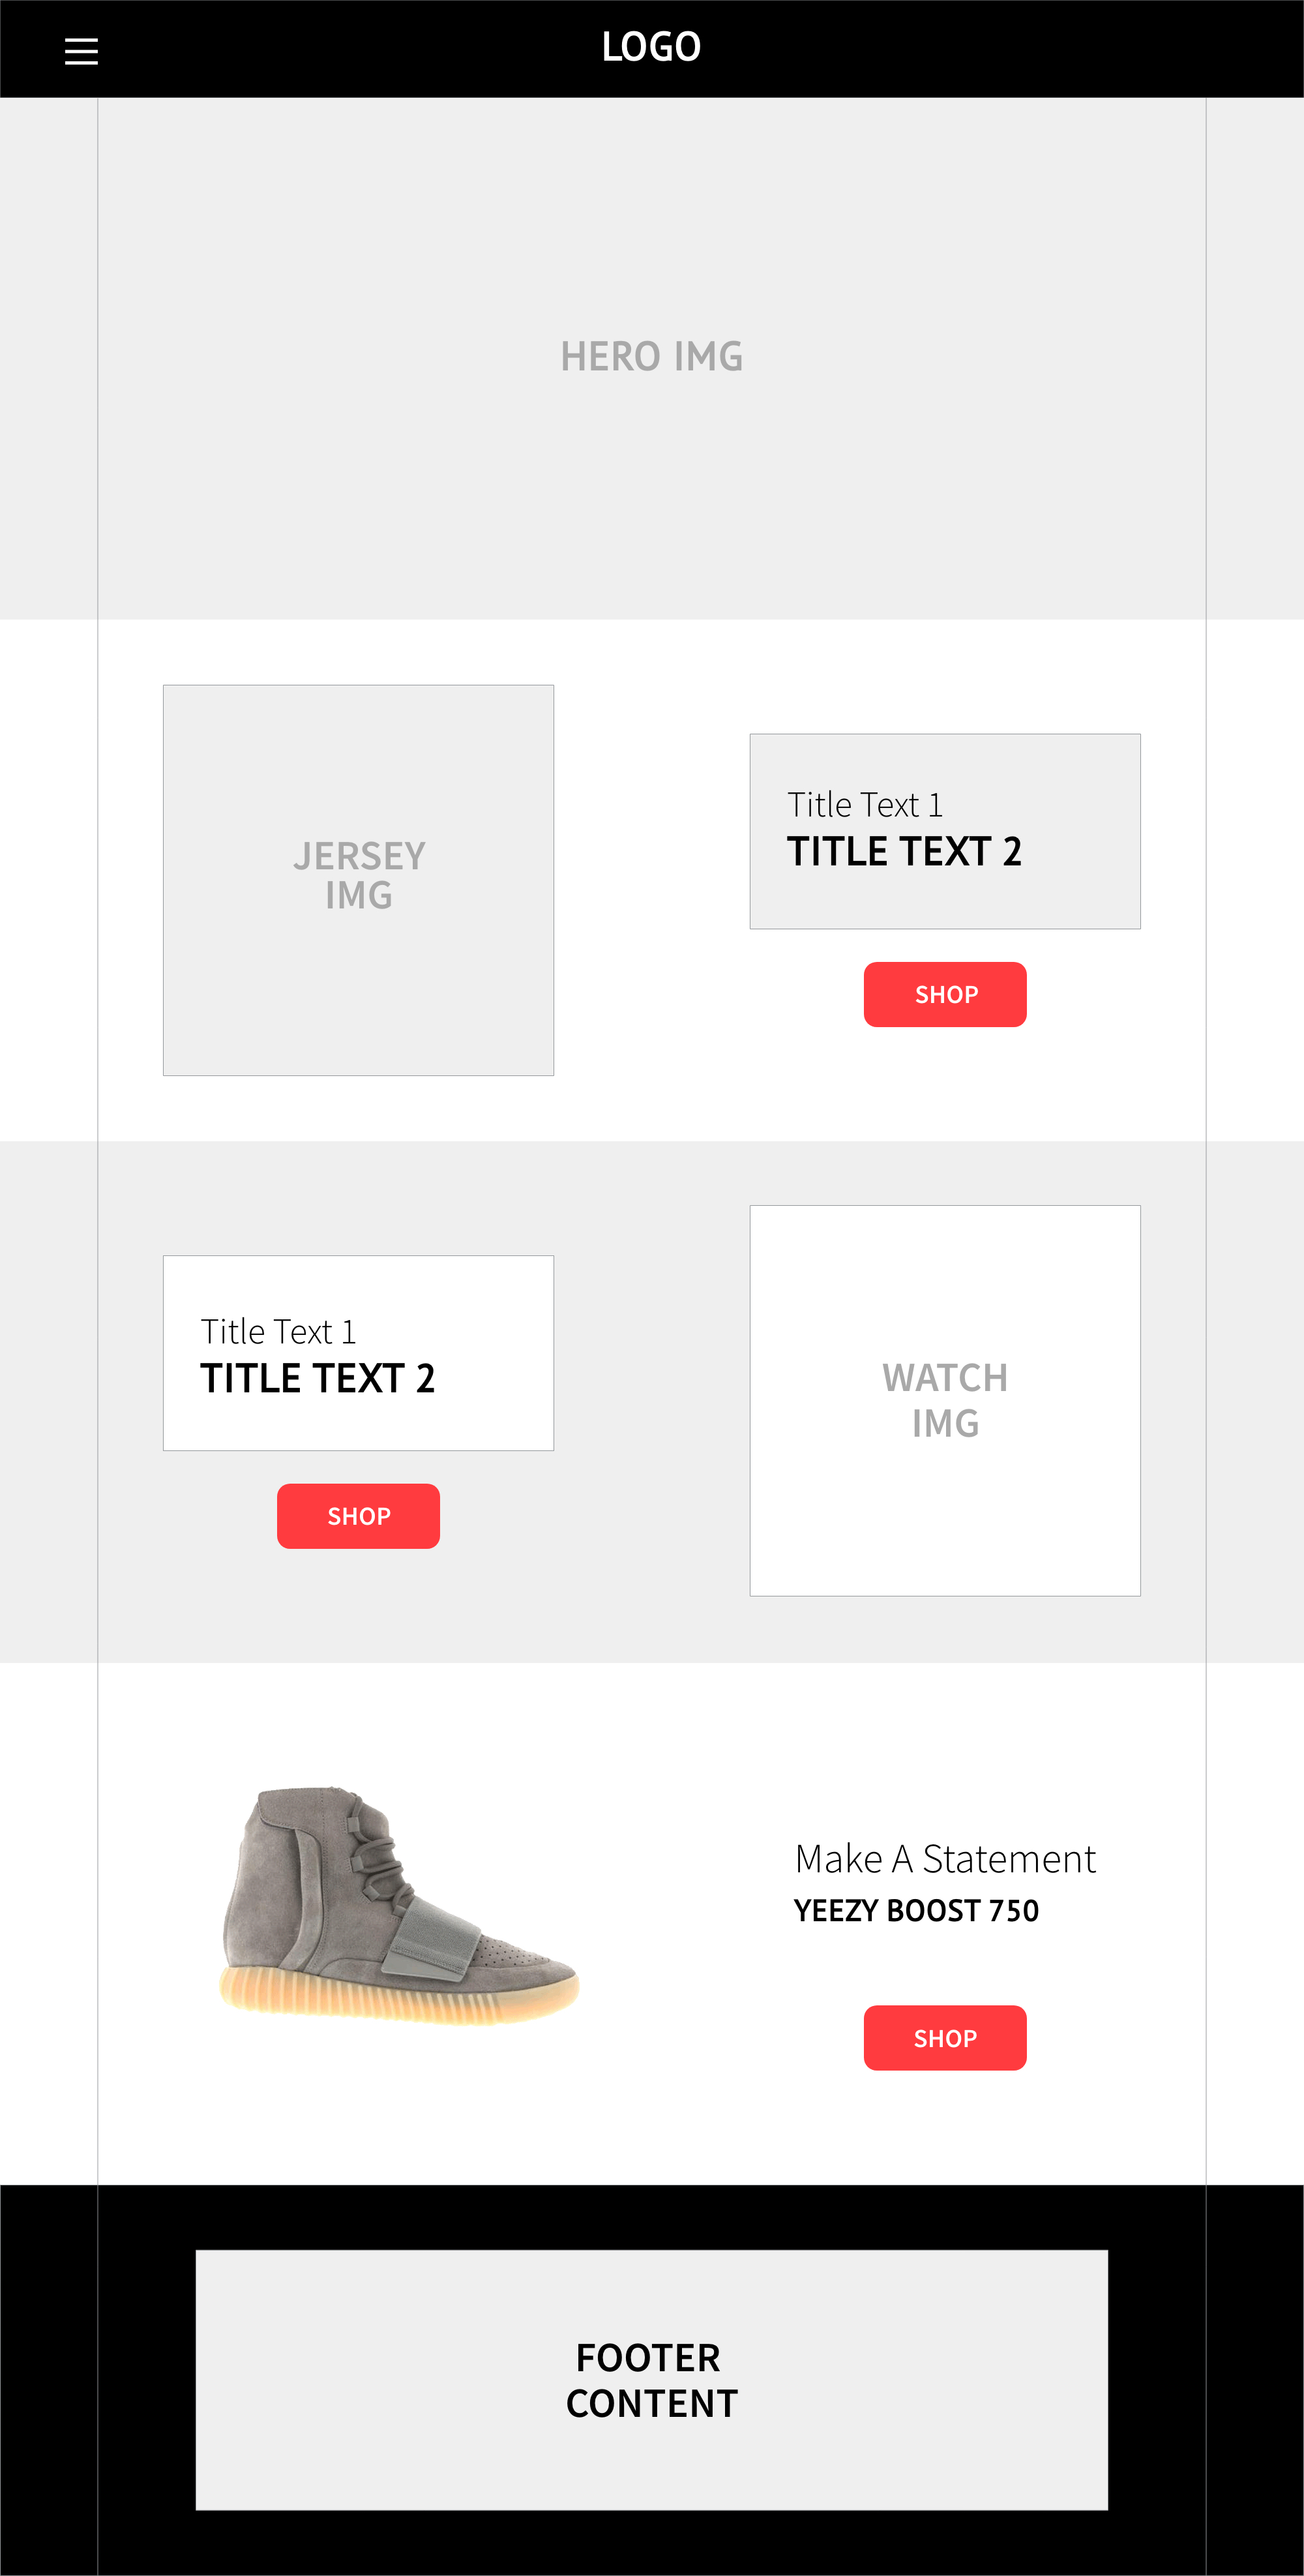 LOGO
HERO IMG
JERSEY
IMG
Title Text 1
TITLE TEXT 2
SHOP
Title Text 1
TITLE TEXT 2
SHOP
WATCH
IMG
Make A Statement
YEEZY BOOST 750
SHOP
FOOTER
CONTENT